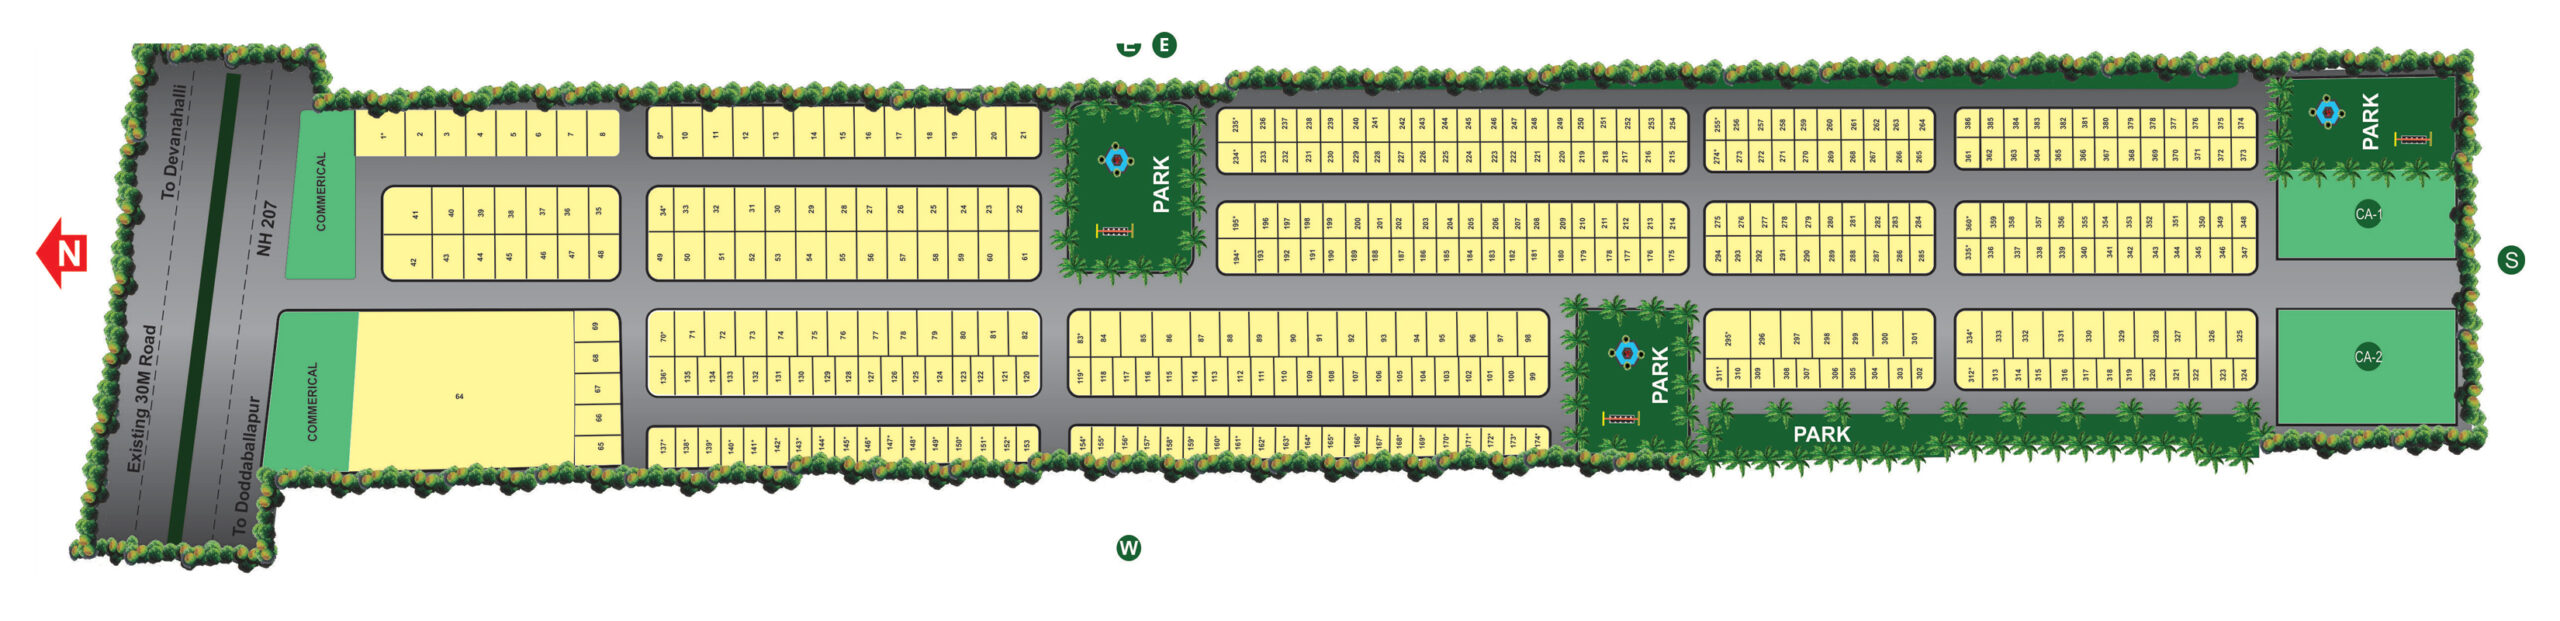 E
N
S
W
To Devanahalli
NH 207
Existing 30M Road
To Doddaballapur
COMMERICAL
1* 2 3 4 5 6 7 8
9* 10 11 12 13 14 15 16 17 18 19 20 21
41 40 39 38 37 36 35
42 43 44 45 46 47 48
34* 33 32 31 30 29 28 27 26 25 24 23 22
49 50 51 52 53 54 55 56 57 58 59 60 61
PARK
235* 236 237 238 239 240 241 242 243 244 245 246 247 248 249 250 251 252 253 254
234* 233 232 231 230 229 228 227 226 225 224 223 222 221 220 219 218 217 216 215
195* 196 197 198 199 200 201 202 203 204 205 206 207 208 209 210 211 212 213 214
194* 193 192 191 190 189 188 187 186 185 184 183 182 181 180 179 178 177 176 175
255* 256 257 258 259 260 261 262 263 264
274* 273 272 271 270 269 268 267 266 265
275 276 277 278 279 280 281 282 283 284
294 293 292 291 290 289 288 287 286 285
386 385 384 383 382 381 380 379 378 377 376 375 374
361 362 363 364 365 366 367 368 369 370 371 372 373
360* 359 358 357 356 355 354 353 352 351 350 349 348
335* 336 337 338 339 340 341 342 343 344 345 346 347
PARK
CA-1
COMMERICAL
64
69
68
67
66
65
70* 71 72 73 74 75 76 77 78 79 80 81 82
136* 135 134 133 132 131 130 129 128 127 126 125 124 123 122 121 120
137* 138* 139* 140* 141* 142* 143* 144* 145* 146* 147* 148* 149* 150* 151* 152* 153
83* 84 85 86 87 88 89 90 91 92 93 94 95 96 97 98
119* 118 117 116 115 114 113 112 111 110 109 108 107 106 105 104 103 102 101 100 99
154* 155* 156* 157* 158* 159* 160* 161* 162* 163* 164* 165* 166* 167* 168* 169* 170* 171* 172* 173* 174*
PARK
295* 296 297 298 299 300 301
311* 310 309 308 307 306 305 304 303 302
334* 333 332 331 330 329 328 327 326 325
312* 313 314 315 316 317 318 319 320 321 322 323 324
PARK
CA-2